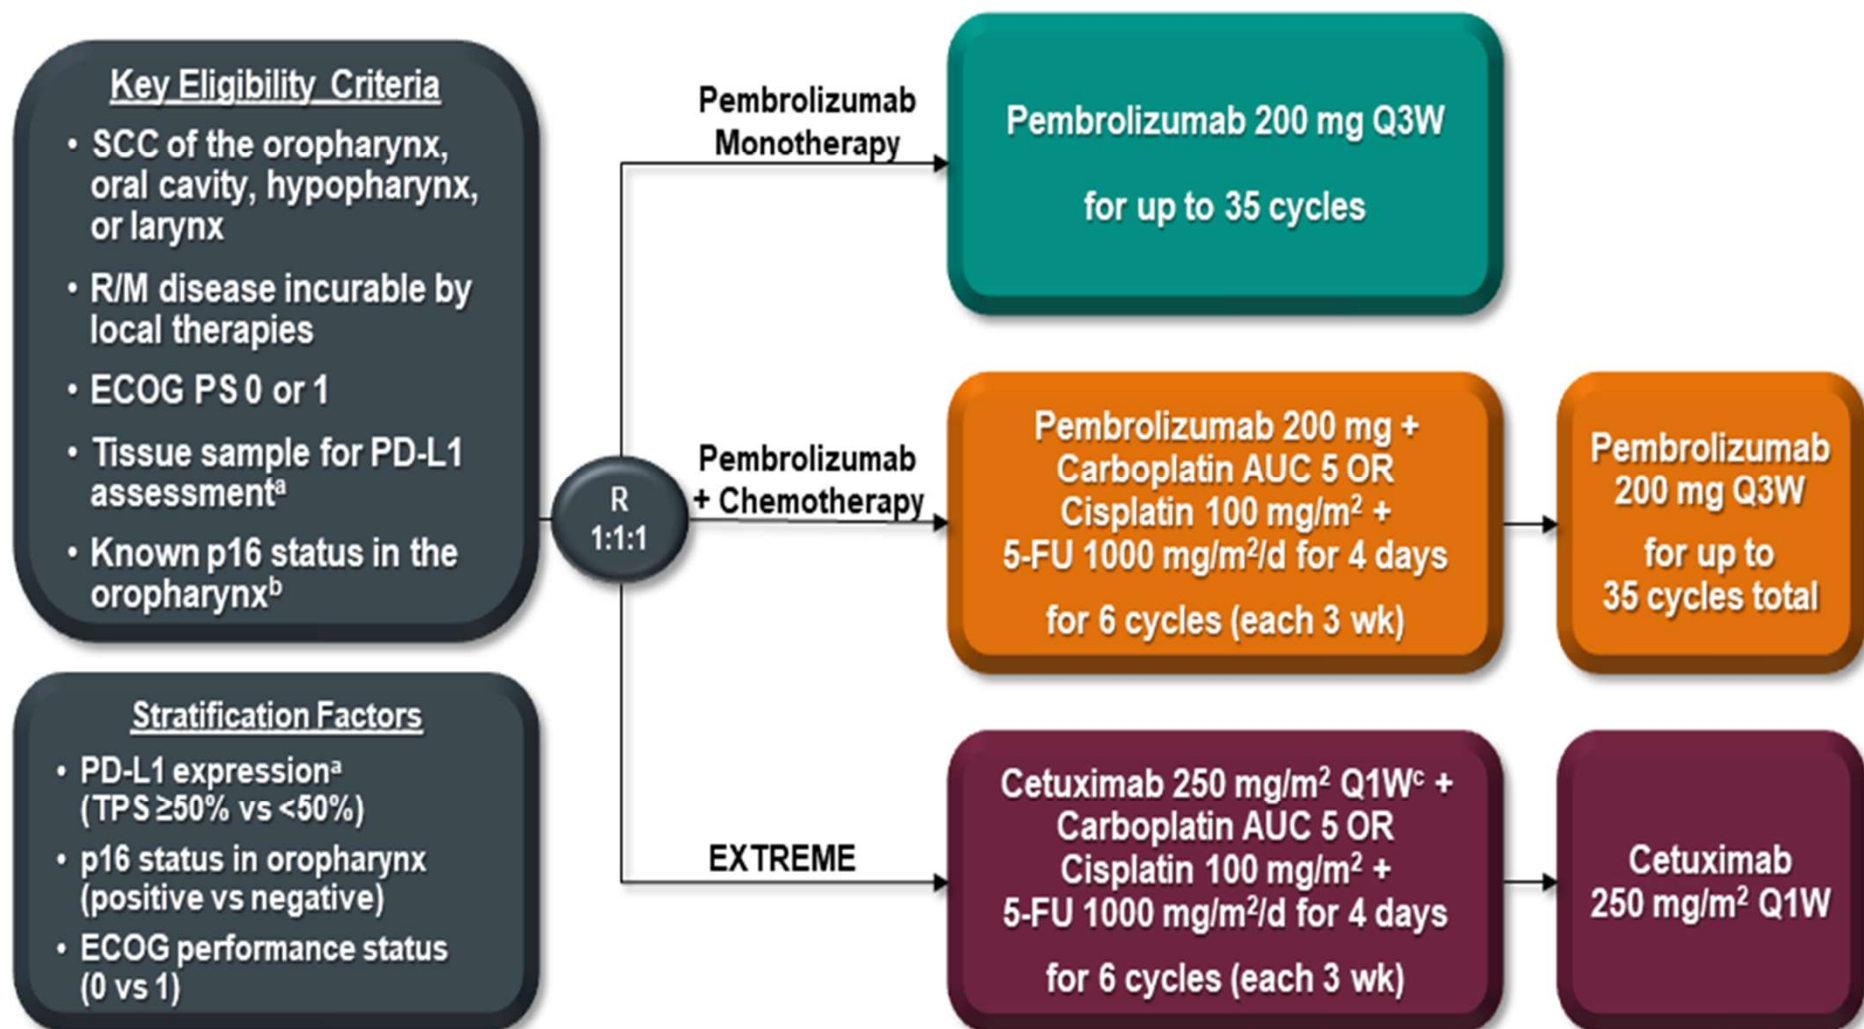 Key Eligibility Criteria
• SCC of the oropharynx,
oral cavity, hypopharynx,
or larynx
• R/M disease incurable by
local therapies
• ECOG PS 0 or 1
• Tissue sample for PD-L1
assessmentᵃ
• Known p16 status in the
oropharynxᵇ
Stratification Factors
• PD-L1 expressionᵃ
(TPS ≥50% vs <50%)
• p16 status in oropharynx
(positive vs negative)
• ECOG performance status
(0 vs 1)
R
1:1:1
Pembrolizumab
Monotherapy
Pembrolizumab 200 mg Q3W
for up to 35 cycles
Pembrolizumab
+ Chemotherapy
Pembrolizumab 200 mg +
Carboplatin AUC 5 OR
Cisplatin 100 mg/m² +
5-FU 1000 mg/m²/d for 4 days
for 6 cycles (each 3 wk)
Pembrolizumab
200 mg Q3W
for up to
35 cycles total
EXTREME
Cetuximab 250 mg/m² Q1Wᶜ +
Carboplatin AUC 5 OR
Cisplatin 100 mg/m² +
5-FU 1000 mg/m²/d for 4 days
for 6 cycles (each 3 wk)
Cetuximab
250 mg/m² Q1W